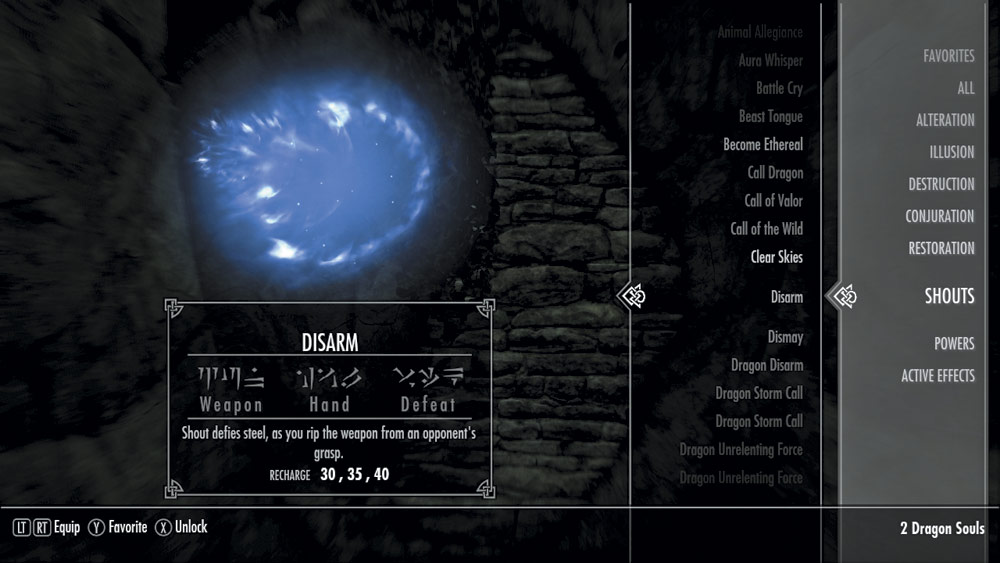 Animal Allegiance
Aura Whisper
Battle Cry
Beast Tongue
Become Ethereal
Call Dragon
Call of Valor
Call of the Wild
Clear Skies
Disarm
Dismay
Dragon Disarm
Dragon Storm Call
Dragon Storm Call
Dragon Unrelenting Force
Dragon Unrelenting Force
FAVORITES
ALL
ALTERATION
ILLUSION
DESTRUCTION
CONJURATION
RESTORATION
SHOUTS
POWERS
ACTIVE EFFECTS
DISARM
Weapon Hand Defeat
Shout defies steel, as you rip the weapon from an opponent's
grasp.
RECHARGE 30 , 35 , 40
LT RT Equip Y Favorite X Unlock
2 Dragon Souls